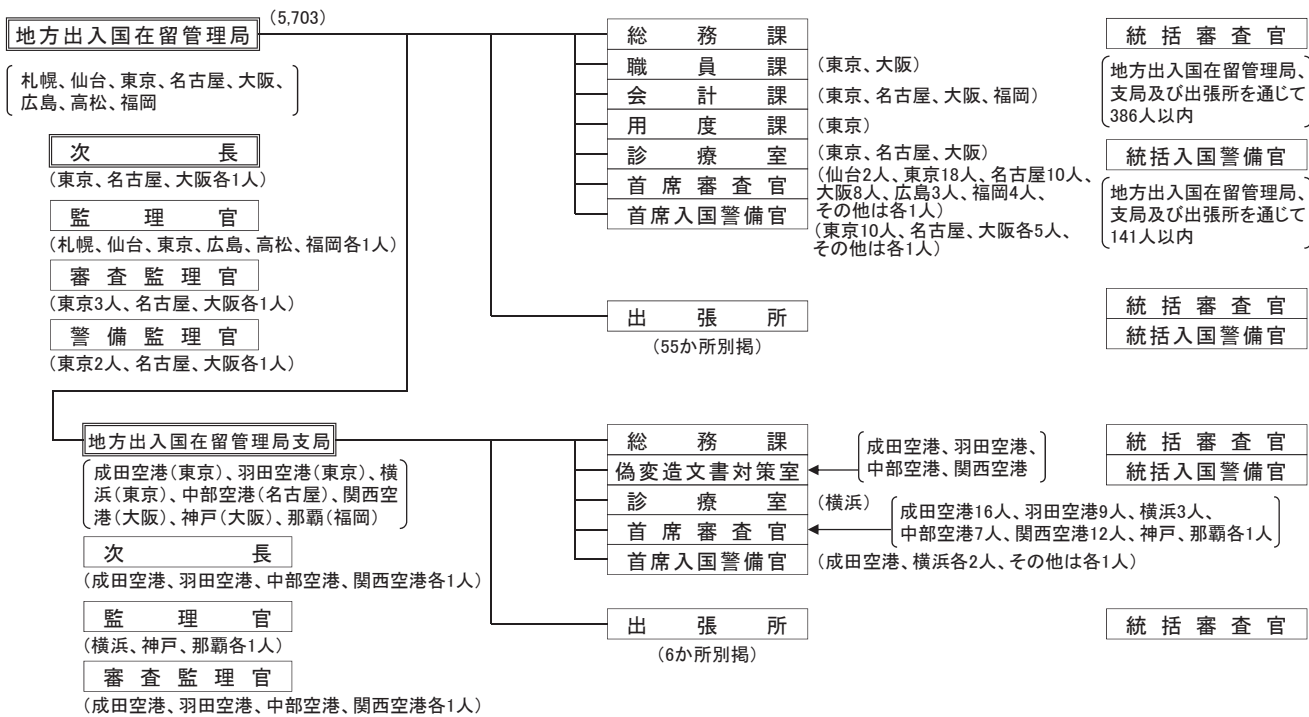 地方出入国在留管理局
(5,703)
札幌、仙台、東京、名古屋、大阪、
広島、高松、福岡
次長
(東京、名古屋、大阪各1人)
監理官
(札幌、仙台、東京、広島、高松、福岡各1人)
審査監理官
(東京3人、名古屋、大阪各1人)
警備監理官
(東京2人、名古屋、大阪各1人)
総務課
職員課
(東京、大阪)
会計課
(東京、名古屋、大阪、福岡)
用度課
(東京)
診療室
(東京、名古屋、大阪)
首席審査官
(仙台2人、東京18人、名古屋10人、
大阪8人、広島3人、福岡4人、
その他は各1人)
首席入国警備官
(東京10人、名古屋、大阪各5人、
その他は各1人)
統括審査官
地方出入国在留管理局、
支局及び出張所を通じて
386人以内
統括入国警備官
地方出入国在留管理局、
支局及び出張所を通じて
141人以内
出張所
(55か所別掲)
統括審査官
統括入国警備官
地方出入国在留管理局支局
成田空港(東京)、羽田空港(東京)、横
浜(東京)、中部空港(名古屋)、関西空
港(大阪)、神戸(大阪)、那覇(福岡)
次長
(成田空港、羽田空港、中部空港、関西空港各1人)
監理官
(横浜、神戸、那覇各1人)
審査監理官
(成田空港、羽田空港、中部空港、関西空港各1人)
総務課
偽変造文書対策室
成田空港、羽田空港、
中部空港、関西空港
診療室
(横浜)
首席審査官
成田空港16人、羽田空港9人、横浜3人、
中部空港7人、関西空港12人、神戸、那覇各1人
首席入国警備官
(成田空港、横浜各2人、その他は各1人)
統括審査官
統括入国警備官
出張所
(6か所別掲)
統括審査官